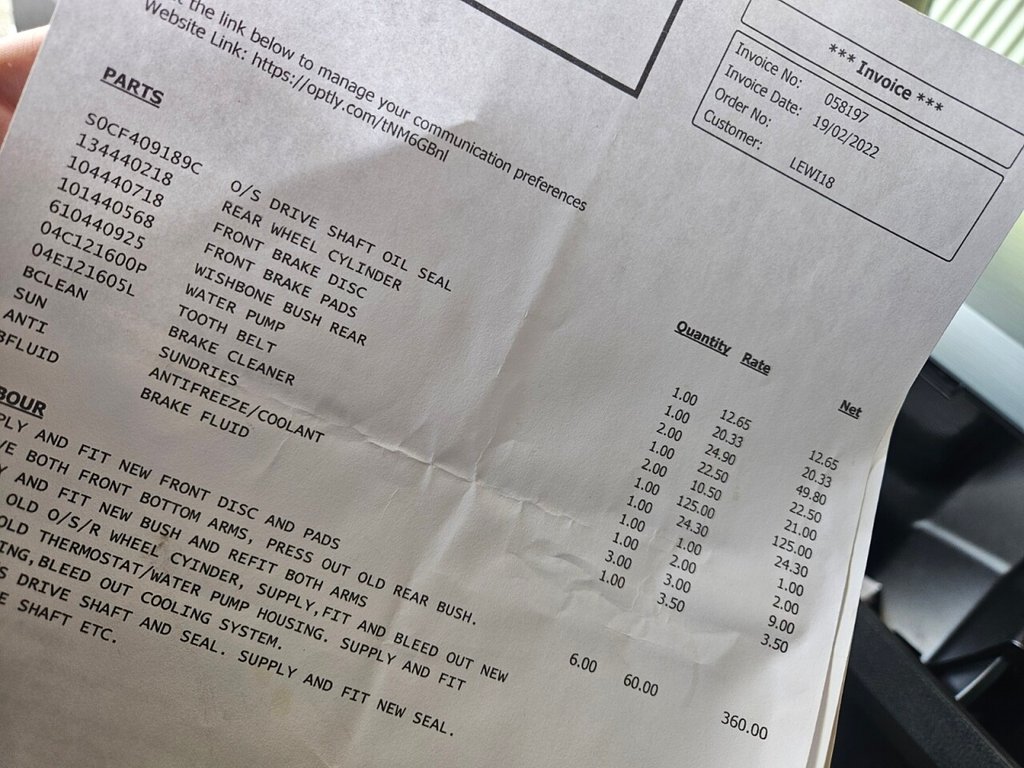 *** Invoice ***
Invoice No: 058197
Invoice Date: 19/02/2022
Order No:
Customer: LEWI18
the link below to manage your communication preferences
Website Link: https://optly.com/tNM6GBnl
PARTS Quantity Rate Net
S0CF409189C O/S DRIVE SHAFT OIL SEAL 1.00 12.65 12.65
134440218 REAR WHEEL CYLINDER 1.00 20.33 20.33
104440718 FRONT BRAKE DISC 2.00 24.90 49.80
101440568 FRONT BRAKE PADS 1.00 22.50 22.50
610440925 WISHBONE BUSH REAR 2.00 10.50 21.00
04C121600P WATER PUMP 1.00 125.00 125.00
04E121605L TOOTH BELT 1.00 24.30 24.30
BCLEAN BRAKE CLEANER 1.00 1.00 1.00
SUN SUNDRIES 1.00 2.00 2.00
ANTI ANTIFREEZE/COOLANT 3.00 3.00 9.00
BFLUID BRAKE FLUID 1.00 3.50 3.50
BOUR
PLY AND FIT NEW FRONT DISC AND PADS 6.00 60.00 360.00
VE BOTH FRONT BOTTOM ARMS, PRESS OUT OLD REAR BUSH.
Y AND FIT NEW BUSH AND REFIT BOTH ARMS
OLD O/S/R WHEEL CYINDER, SUPPLY,FIT AND BLEED OUT NEW
OLD THERMOSTAT/WATER PUMP HOUSING. SUPPLY AND FIT
ING,BLEED OUT COOLING SYSTEM.
S DRIVE SHAFT AND SEAL. SUPPLY AND FIT NEW SEAL.
E SHAFT ETC.